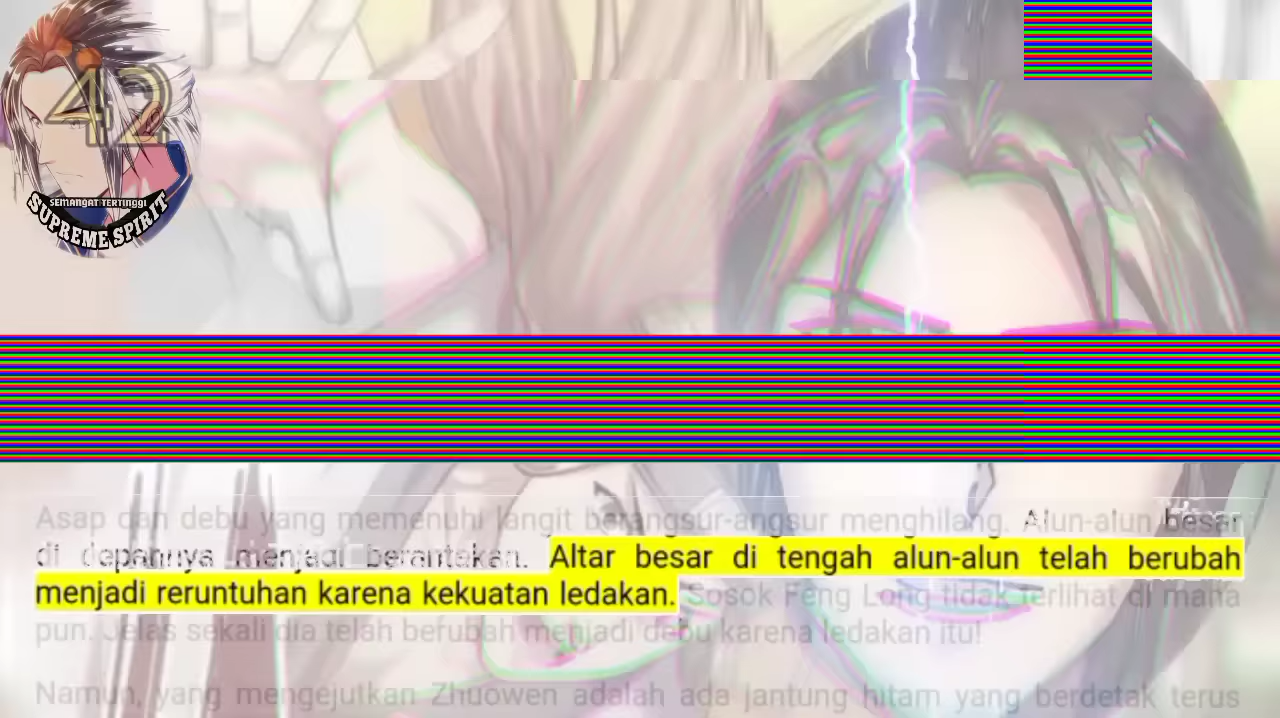 42
SEMANGAT TERTINGGI
SUPREME SPIRIT
Asap dan debu yang memenuhi langit berangsur-angsur menghilang. Alun-alun besar
di depannya menjadi berantakan. Altar besar di tengah alun-alun telah berubah
menjadi reruntuhan karena kekuatan ledakan. Sosok Feng Long tidak terlihat di mana
pun. Jelas sekali dia telah berubah menjadi debu karena ledakan itu!
Namun, yang mengejutkan Zhuowen adalah ada jantung hitam yang berdetak terus